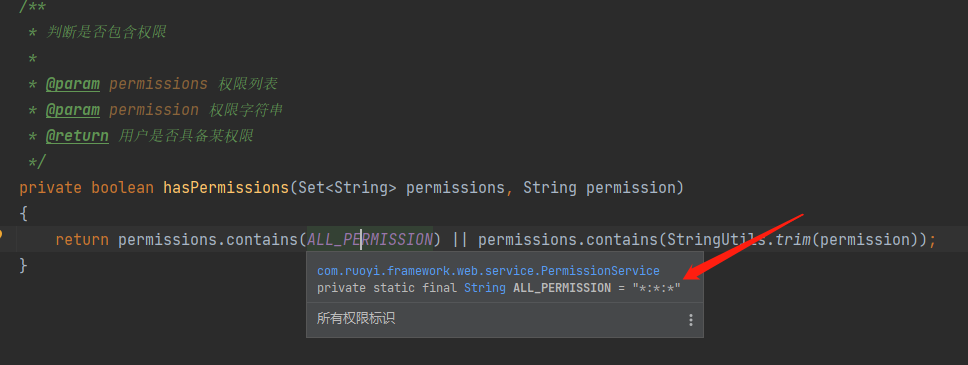 /**
* 判断是否包含权限
*
* @param permissions 权限列表
* @param permission 权限字符串
* @return 用户是否具备某权限
*/
private boolean hasPermissions(Set<String> permissions, String permission)
{
return permissions.contains(ALL_PERMISSION) || permissions.contains(StringUtils.trim(permission));
}
com.ruoyi.framework.web.service.PermissionService
private static final String ALL_PERMISSION = "*:*:*"
所有权限标识